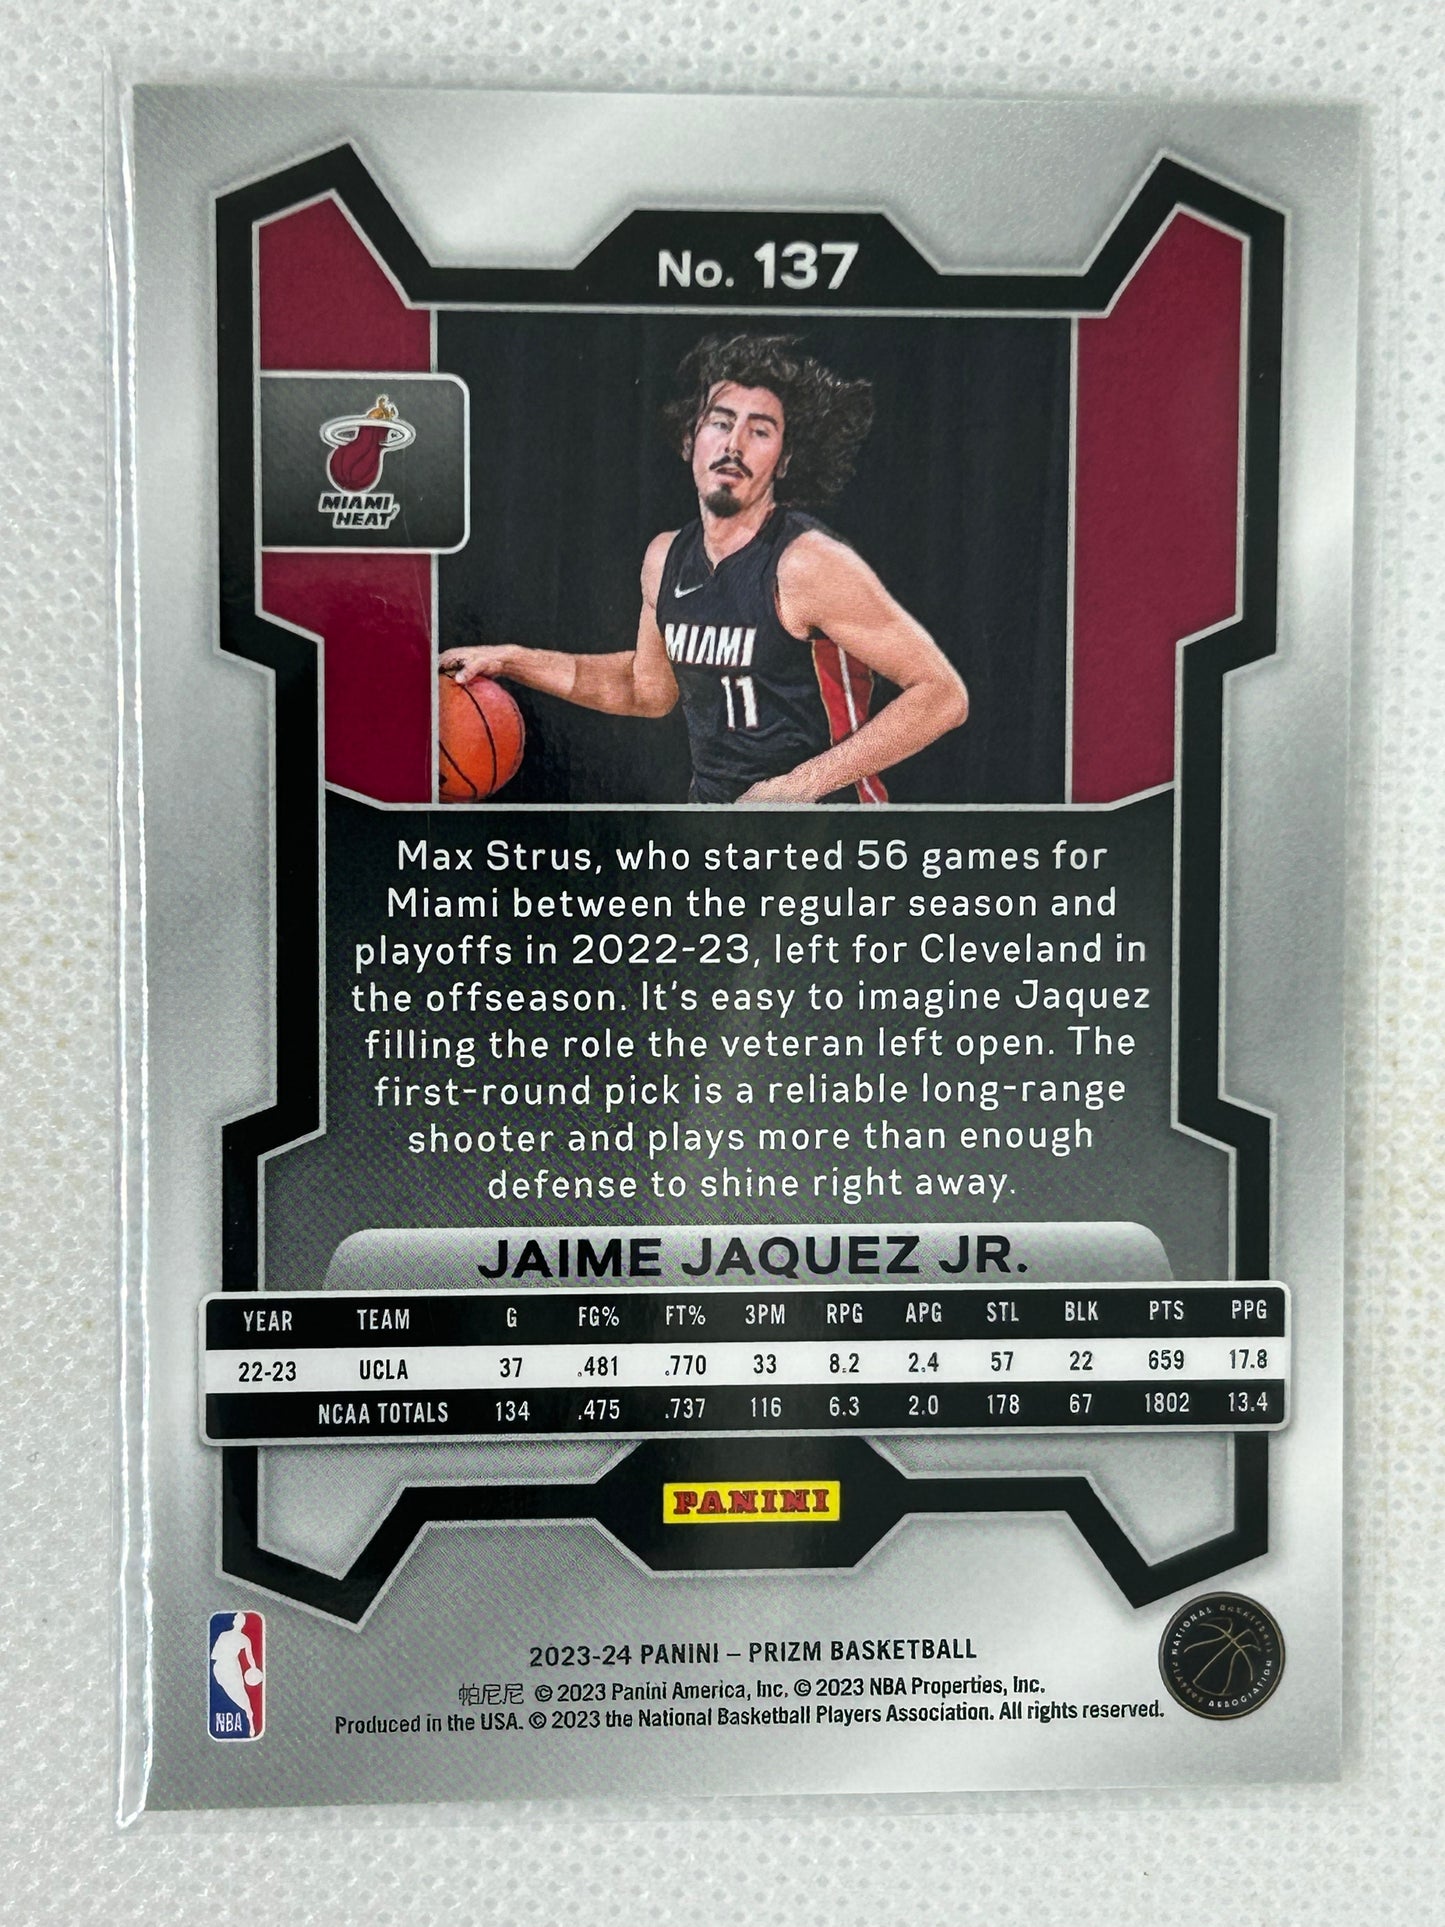 No. 137
MIAMI
HEAT
MIAMI
11
Max Strus, who started 56 games for
Miami between the regular season and
playoffs in 2022-23, left for Cleveland in
the offseason. It's easy to imagine Jaquez
filling the role the veteran left open. The
first-round pick is a reliable long-range
shooter and plays more than enough
defense to shine right away.
JAIME JAQUEZ JR.
YEAR TEAM G FG% FT% 3PM RPG APG STL BLK PTS PPG
22-23 UCLA 37 .481 .770 33 8.2 2.4 57 22 659 17.8
NCAA TOTALS 134 .475 .737 116 6.3 2.0 178 67 1802 13.4
PANINI
2023-24 PANINI – PRIZM BASKETBALL
帕尼尼 © 2023 Panini America, Inc. © 2023 NBA Properties, Inc.
Produced in the USA. © 2023 the National Basketball Players Association. All rights reserved.
NBA
NATIONAL BASKETBALL
PLAYERS ASSOCIATION